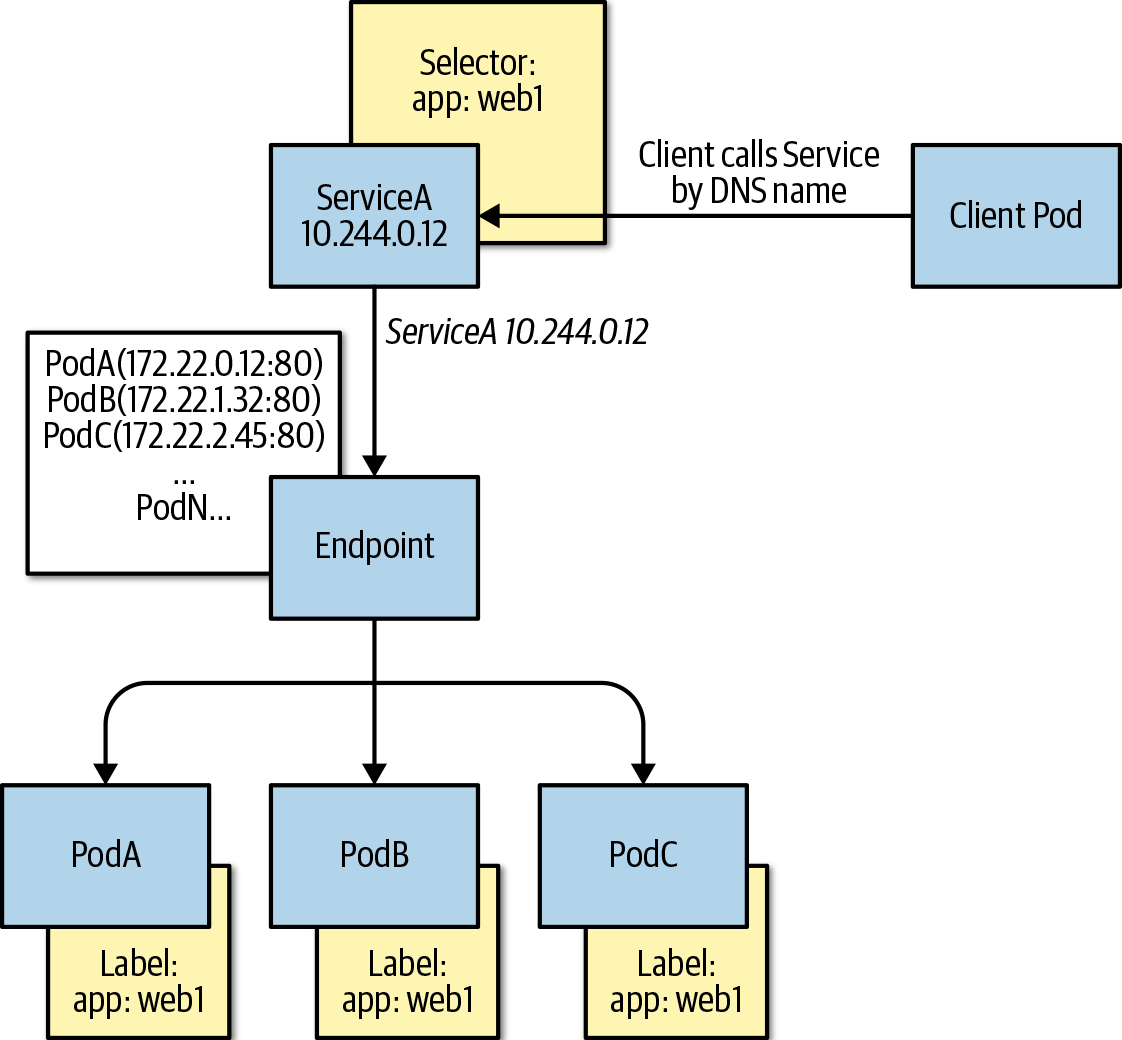 Selector:
app: web1
Client calls Service
by DNS name
ServiceA
10.244.0.12
Client Pod
ServiceA 10.244.0.12
PodA(172.22.0.12:80)
PodB(172.22.1.32:80)
PodC(172.22.2.45:80)
...
PodN...
Endpoint
PodA
PodB
PodC
Label:
app: web1
Label:
app: web1
Label:
app: web1